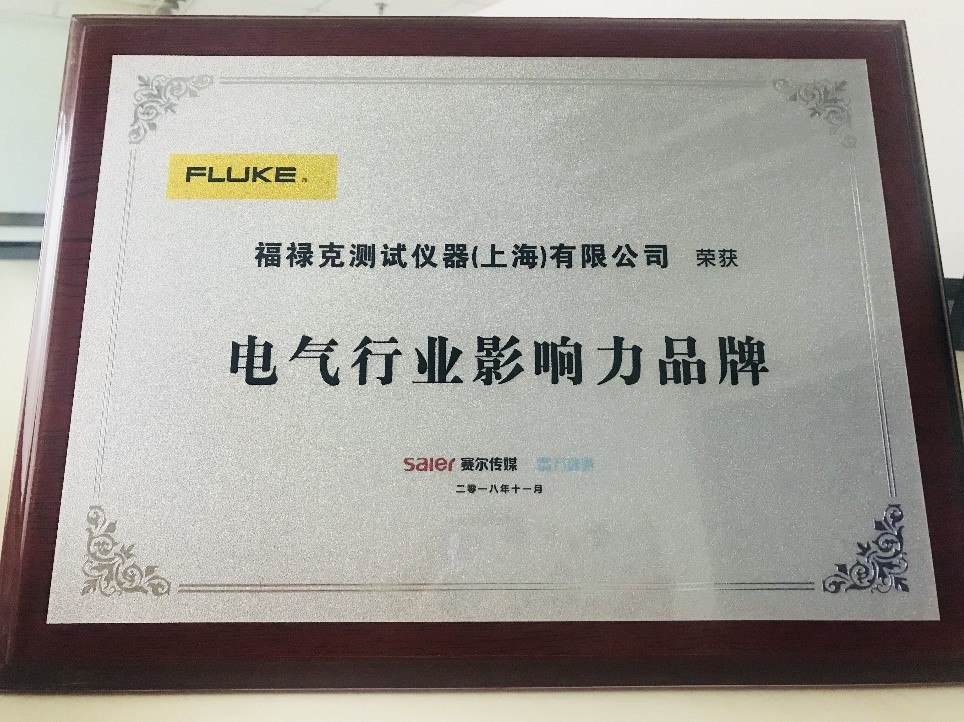 FLUKE
福禄克测试仪器(上海)有限公司 荣获
电气行业影响力品牌
saier 赛尔传媒
二零一八年十一月